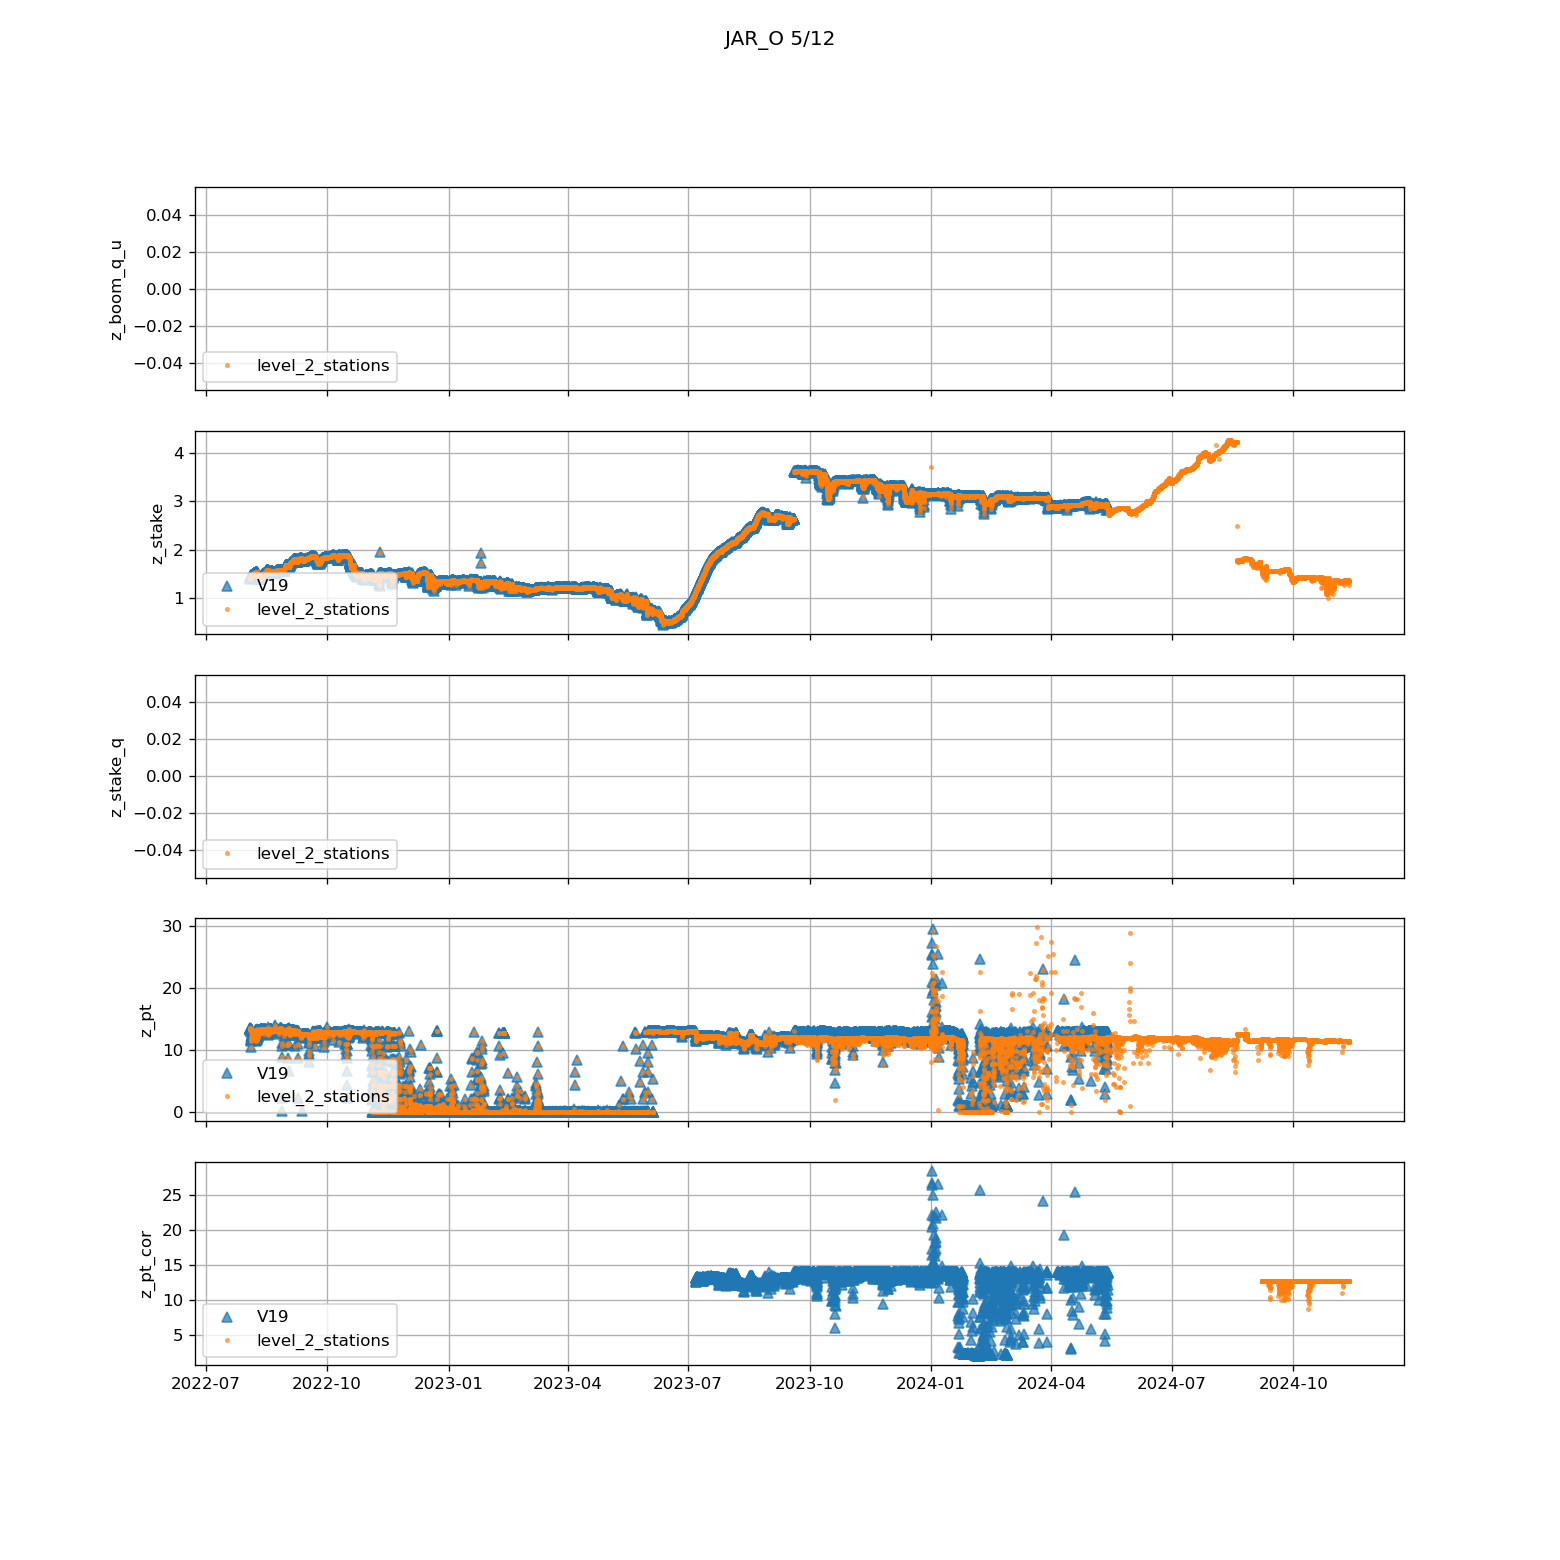 JAR_O 5/12
z_boom_q_u
0.04
0.02
0.00
−0.02
−0.04
level_2_stations
z_stake
4
3
2
1
V19
level_2_stations
z_stake_q
0.04
0.02
0.00
−0.02
−0.04
level_2_stations
z_pt
30
20
10
0
V19
level_2_stations
z_pt_cor
25
20
15
10
5
V19
level_2_stations
2022-07 2022-10 2023-01 2023-04 2023-07 2023-10 2024-01 2024-04 2024-07 2024-10